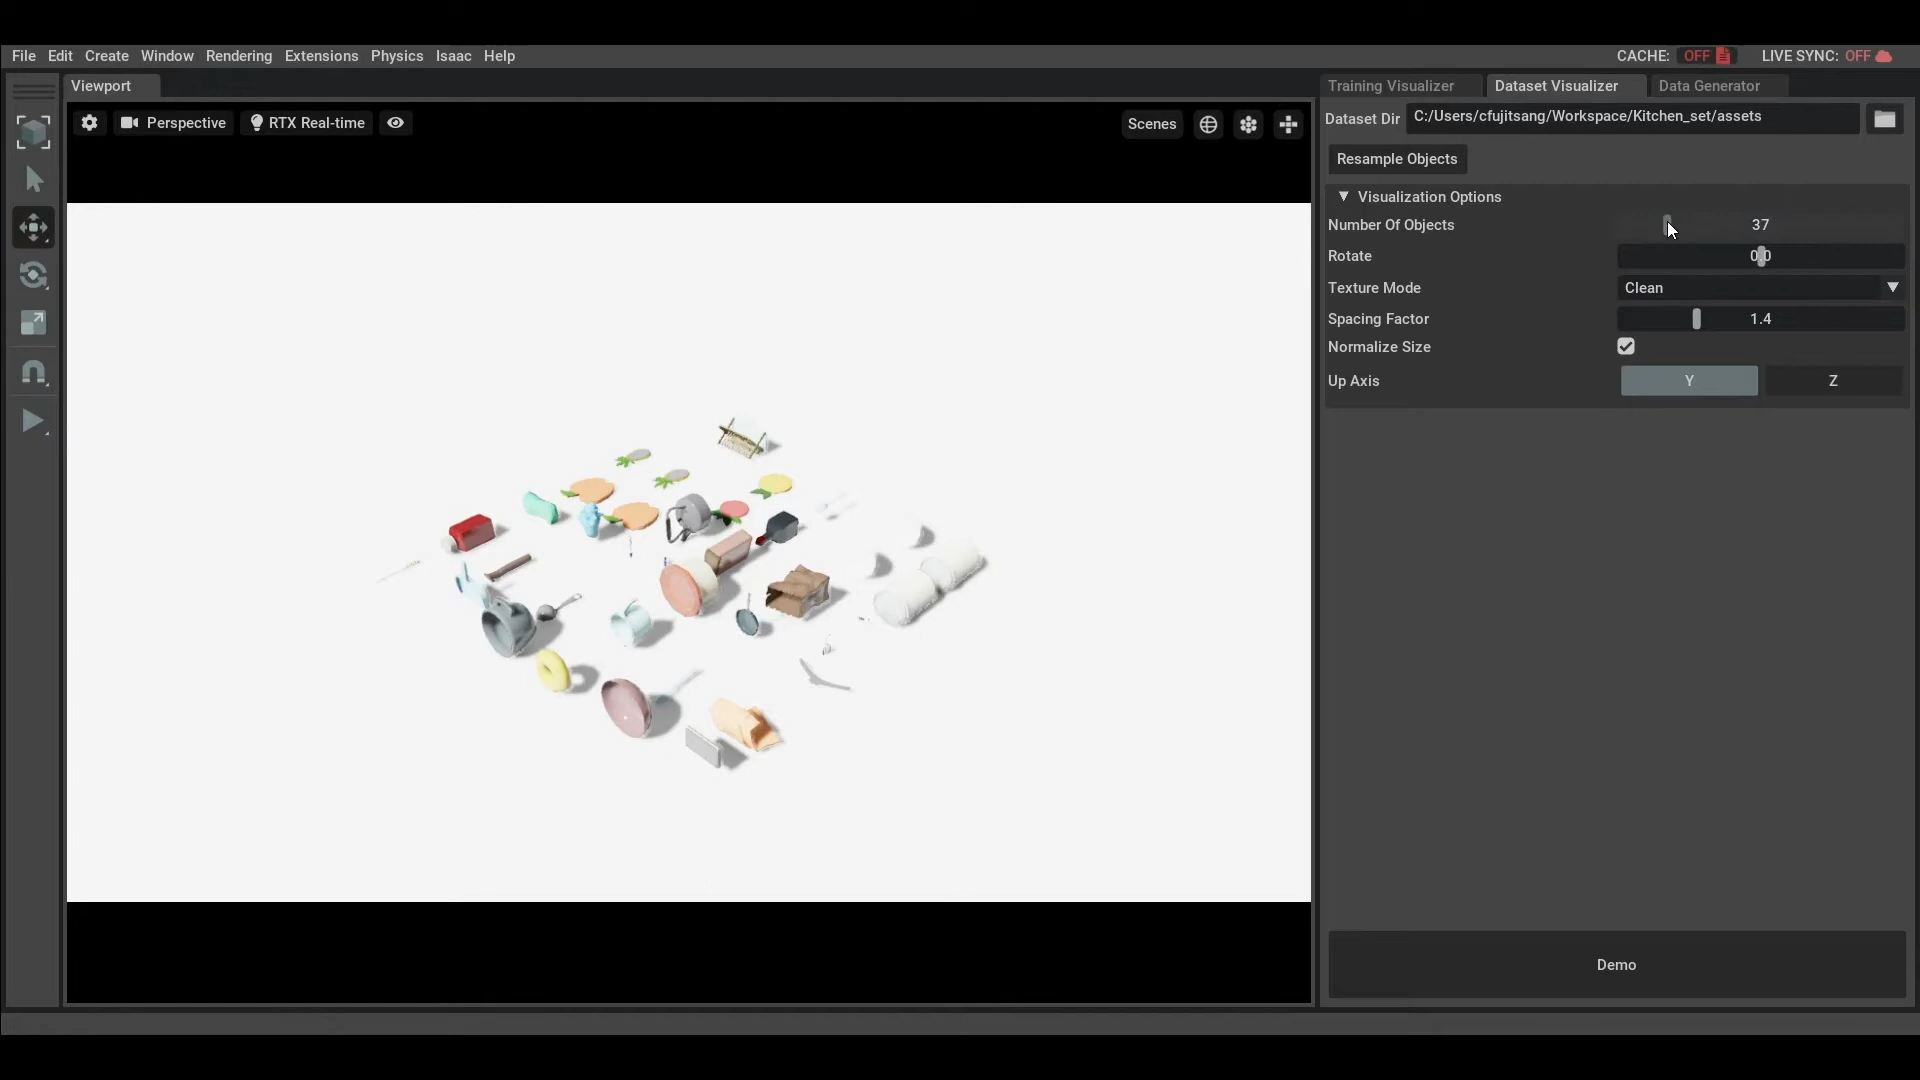 File Edit Create Window Rendering Extensions Physics Isaac Help
CACHE: OFF LIVE SYNC: OFF
Viewport
Training Visualizer Dataset Visualizer Data Generator
Perspective RTX Real-time Scenes
Dataset Dir C:/Users/cfujitsang/Workspace/Kitchen_set/assets
Resample Objects
Visualization Options
Number Of Objects 37
Rotate 0.0
Texture Mode Clean
Spacing Factor 1.4
Normalize Size
Up Axis Y Z
Demo